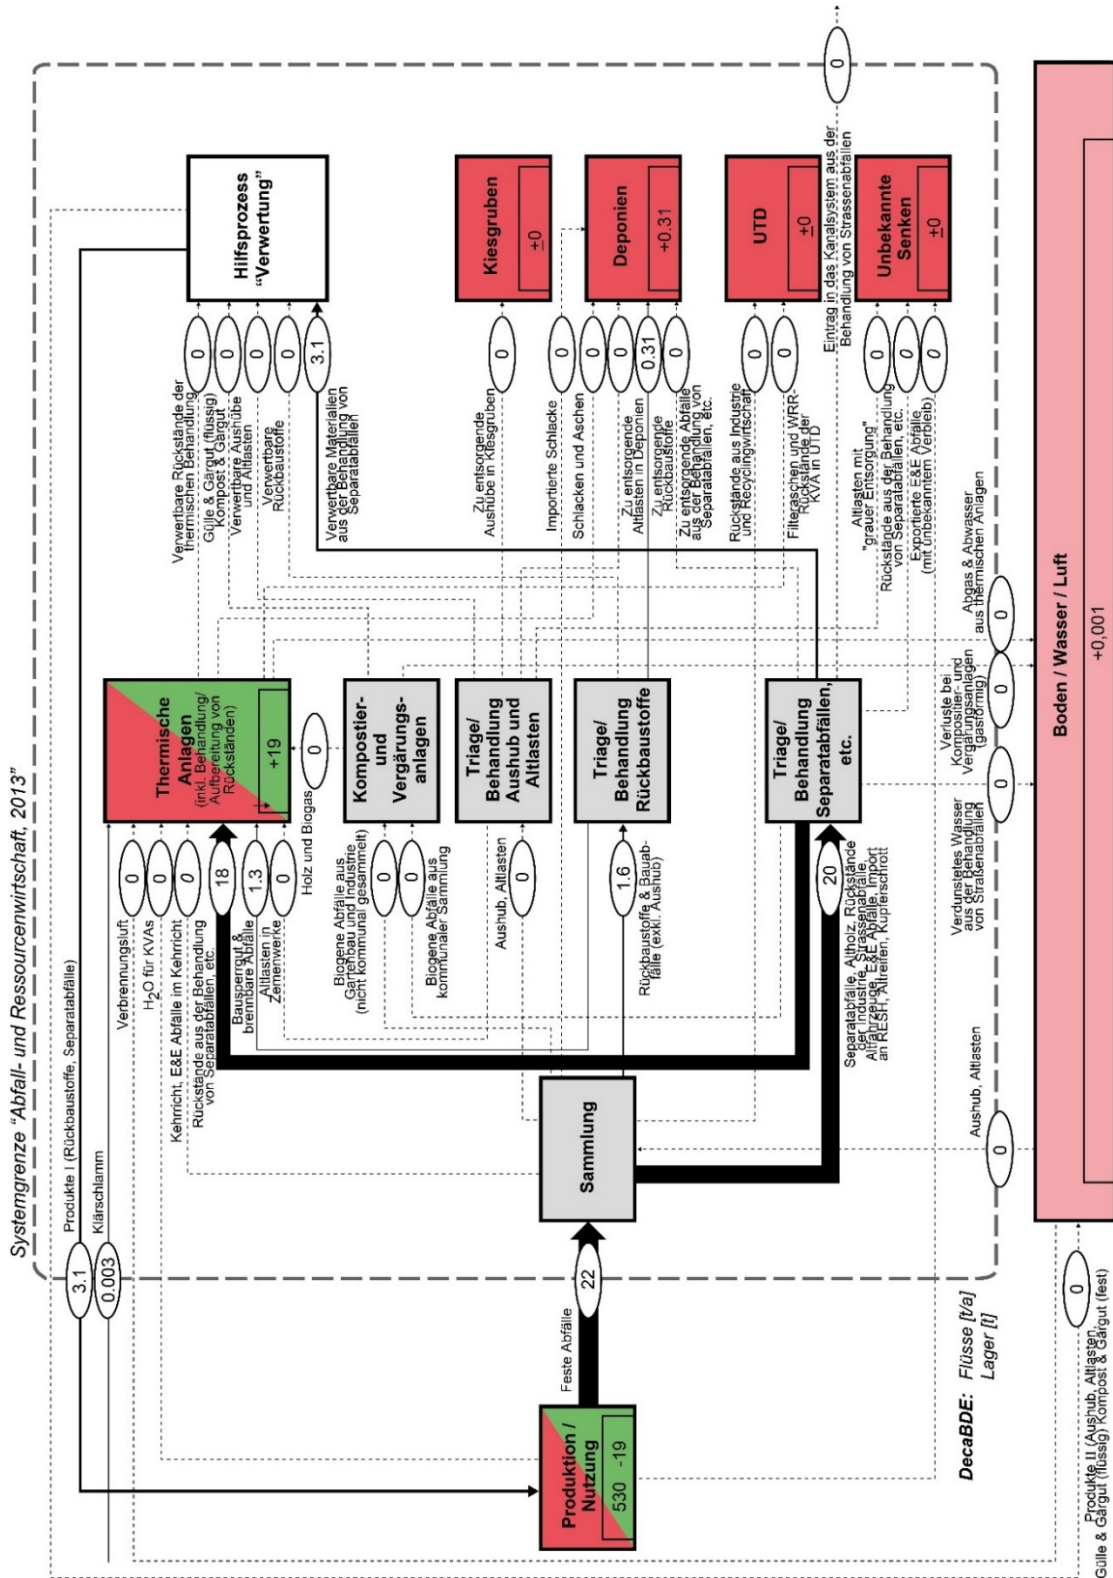 Systemgrenze "Abfall- und Ressourcenwirtschaft, 2013"
Produkte I (Rückbaustoffe, Separatabfälle)
3.1
Klärschlamm
0.003
Produktion /
Nutzung
530 -19
Feste Abfälle
22
Sammlung
Verbrennungsluft
0
H2O für KVAs
0
Kehrricht, E&E Abfälle im Kehrricht
0
Rückstände aus der Behandlung
von Separatabfällen, etc.
18
Bausperrgut &
brennbare Abfälle
1.3
Altlasten in
Zemenwerke
0
Holz und Biogas
0
Biogene Abfälle aus
Gartenbau und Industrie
(nicht kommunal gesammelt)
0
Biogene Abfälle aus
kommunaler Sammlung
0
Aushub, Altlasten
0
Rückbaustoffe & Bauab-
fälle (exkl. Aushub)
1.6
Separatabfälle, Altholz, Rückstände
der Industrie, Strassenabfälle,
Altfahrzeuge, E&E Abfälle, Import
an RESH, Altreifen, Kupferschrott
20
Aushub, Altlasten
0
Thermische
Anlagen
(inkl. Behandlung/
Aufbereitung von
Rückständen)
+19
Kompostier-
und
Vergärungs-
anlagen
Triage/
Behandlung
Aushub und
Altlasten
Triage/
Behandlung
Rückbaustoffe
Triage/
Behandlung
Separatabfällen,
etc.
Verdunstetes Wasser
aus der Behandlung
von Straßenabfällen
0
Verluste bei
Kompositier- und
Vergährungsanlagen
(gasförmig)
0
Abgas & Abwasser
aus thermischen Anlagen
0
Verwertbare Rückstände der
thermischen Behandlung
0
Gülle & Gärgut (flüssig)
Kompost & Gärgut
0
Verwertbare Aushübe
und Altlasten
0
Verwertbare
Rückbaustoffe
0
Verwertbare Materialien
aus der Behandlung von
Separatabfällen
3.1
Zu entsorgende
Aushübe in Kiesgruben
0
Importierte Schlacke
0
Schlacken und Aschen
0
Zu entsorgende
Altlasten in Deponien
0
Zu entsorgende
Rückbaustoffe
0.31
Zu entsorgende Abfälle
aus der Behandlung von
Separatabfällen, etc.
0
Rückstände aus Industrie
und Recyclingwirtschaft
0
Filteraschen und WRR-
Rückstände der
KVA in UTD
0
Altlasten mit
"grauer Entsorgung"
0
Rückstände aus der Behandlung
von Separatabfällen, etc.
0
Exportierte E&E Abfälle
(mit unbekanntem Verbleib)
0
Eintrag in das Kanalsystem aus der
Behandlung von Strassenabfällen
0
Hilfsprozess
"Verwertung"
Kiesgruben
±0
Deponien
+0.31
UTD
±0
Unbekannte
Senken
±0
Boden / Wasser / Luft
+0,001
DecaBDE: Flüsse [t/a]
Lager [t]
Produkte II (Aushub, Altlasten,
Gülle & Gärgut (flüssig) Kompost & Gärgut (fest)
0